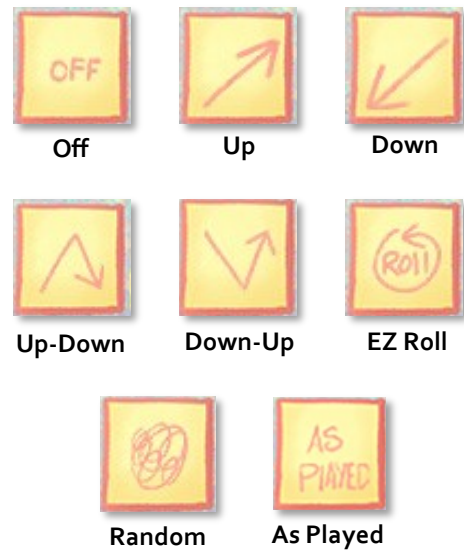 OFF
Off
Up
Down
Up-Down
Down-Up
ROll
EZ Roll
Random
AS
PlAYED
As Played